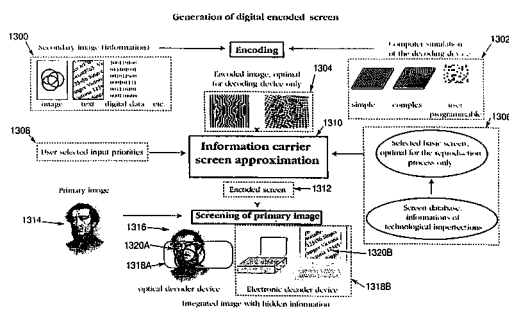 Generation of digital encoded screen
1300
Secondary image (information)
Encoding
Computer simulation
of the decoding device
1302
Encoded image, optimal
for decoding device only
1304
image text digital data etc.
simple complex user
programmable
1306
1310
1308
User selected input priorities
Information carrier
screen approximation
Selected basic screen,
optimal for the reproduction
process only
Encoded screen
1312
Primary image
Screening of primary image
Screen database,
informations of
technological imperfections
1314
1316
1320A
1318A
1320B
1318B
optical decoder device
Electronic decoder device
Integrated image with hidden information